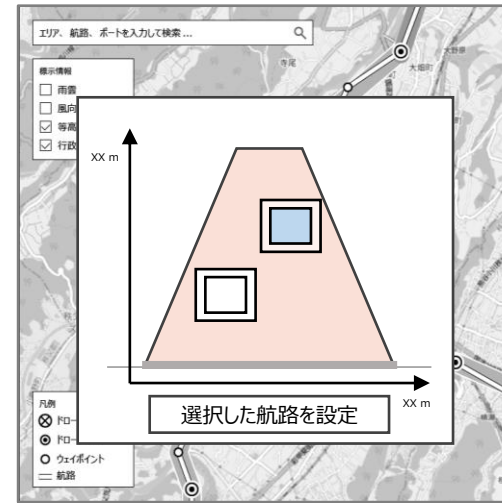 エリア、航路、ポートを入力して検索 ...
標示情報
雨雲
風向
等高
行政
XX m
XX m
選択した航路を設定
凡例
ドロー
ドロー
ウェイポイント
航路
寺尾
大畑町